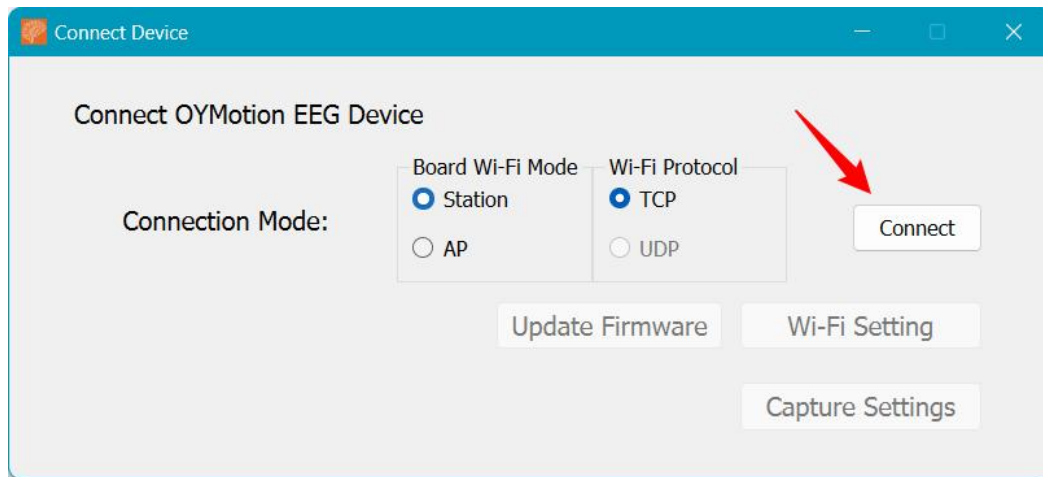 Connect Device
Connect OYMotion EEG Device
Board Wi-Fi Mode Wi-Fi Protocol
Station TCP
Connection Mode:
Connect
AP UDP
Update Firmware Wi-Fi Setting
Capture Settings